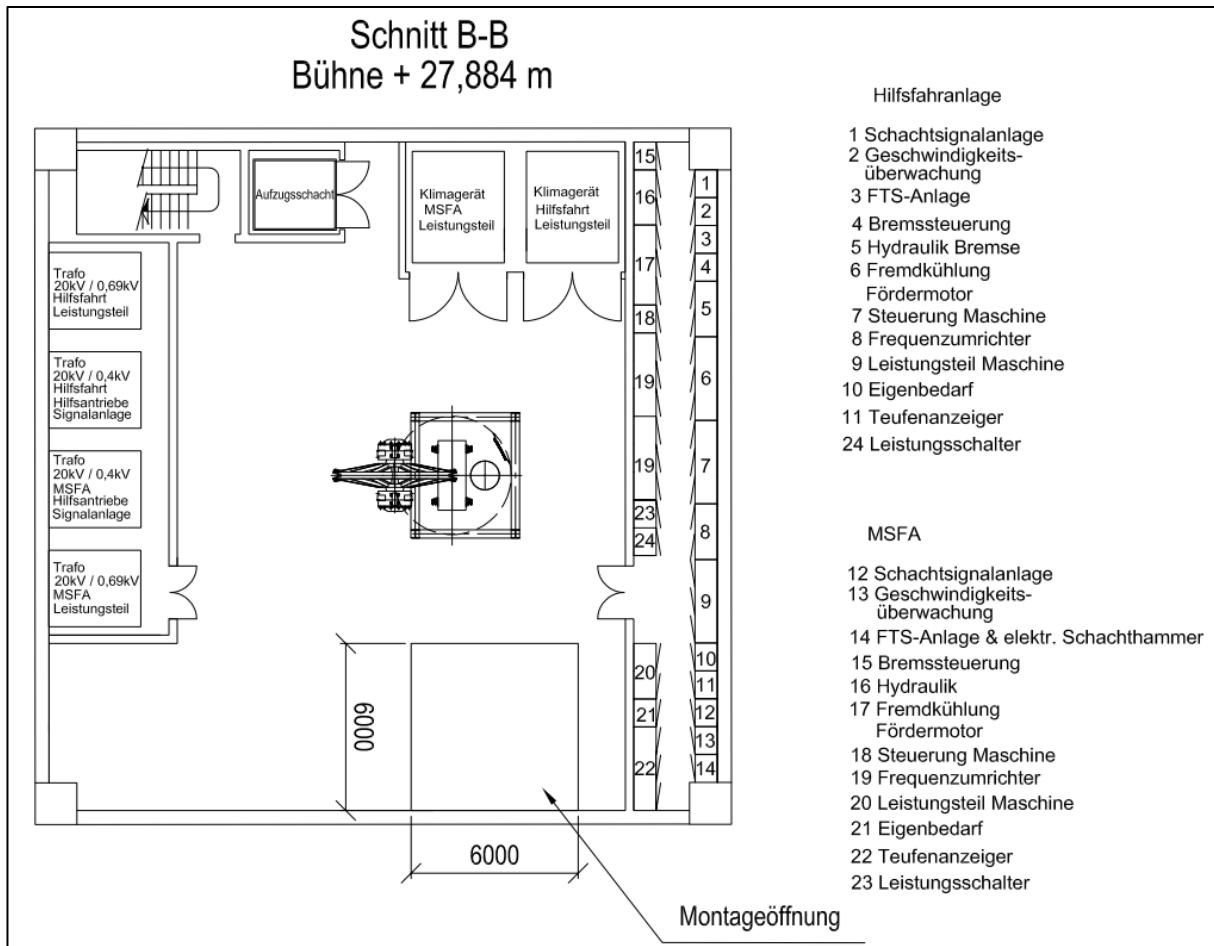 Schnitt B-B
Bühne + 27,884 m
Aufzugsschacht
Klimagerät
MSFA
Leistungsteil
Klimagerät
Hilfsfahrt
Leistungsteil
Trafo
20kV / 0,69kV
Hilfsfahrt
Leistungsteil
Trafo
20kV / 0,4kV
Hilfsfahrt
Hilfsantriebe
Signalanlage
Trafo
20kV / 0,4kV
MSFA
Hilfsantriebe
Signalanlage
Trafo
20kV / 0,69kV
MSFA
Leistungsteil
15
16
17
18
19
19
23
24
20
21
22
1
2
3
4
5
6
7
8
9
10
11
12
13
14
6000
6000
Montageöffnung
Hilfsfahranlage
1 Schachtsignalanlage
2 Geschwindigkeits-
überwachung
3 FTS-Anlage
4 Bremssteuerung
5 Hydraulik Bremse
6 Fremdkühlung
Fördermotor
7 Steuerung Maschine
8 Frequenzumrichter
9 Leistungsteil Maschine
10 Eigenbedarf
11 Teufenanzeiger
24 Leistungsschalter
MSFA
12 Schachtsignalanlage
13 Geschwindigkeits-
überwachung
14 FTS-Anlage & elektr. Schachthammer
15 Bremssteuerung
16 Hydraulik
17 Fremdkühlung
Fördermotor
18 Steuerung Maschine
19 Frequenzumrichter
20 Leistungsteil Maschine
21 Eigenbedarf
22 Teufenanzeiger
23 Leistungsschalter